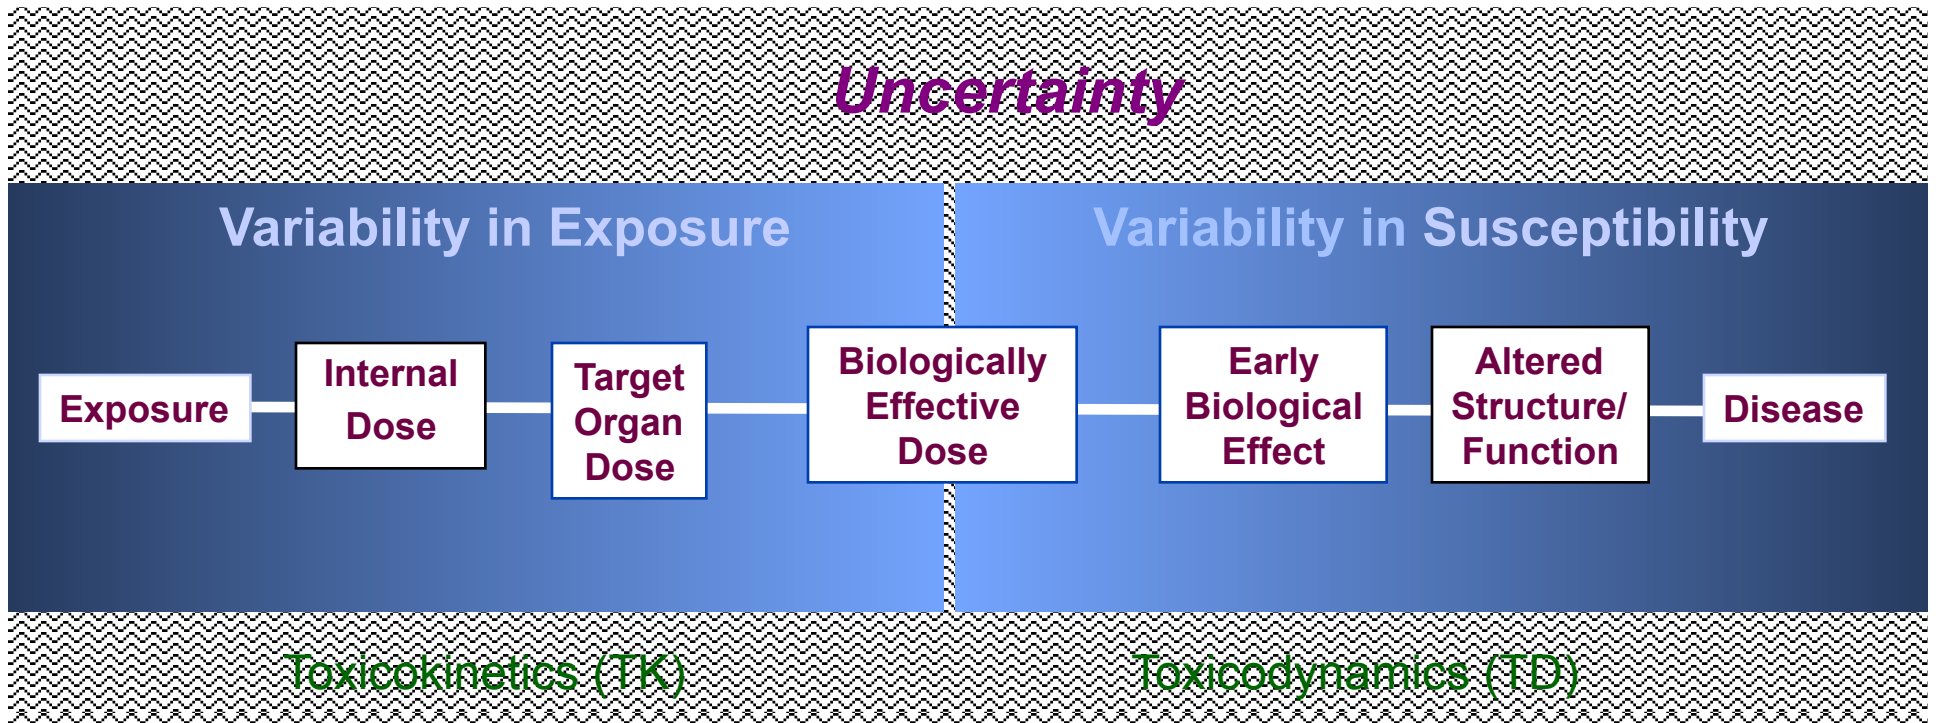 Uncertainty
Variability in Exposure
Variability in Susceptibility
Exposure
Internal
Dose
Target
Organ
Dose
Biologically
Effective
Dose
Early
Biological
Effect
Altered
Structure/
Function
Disease
Toxicokinetics (TK)
Toxicodynamics (TD)